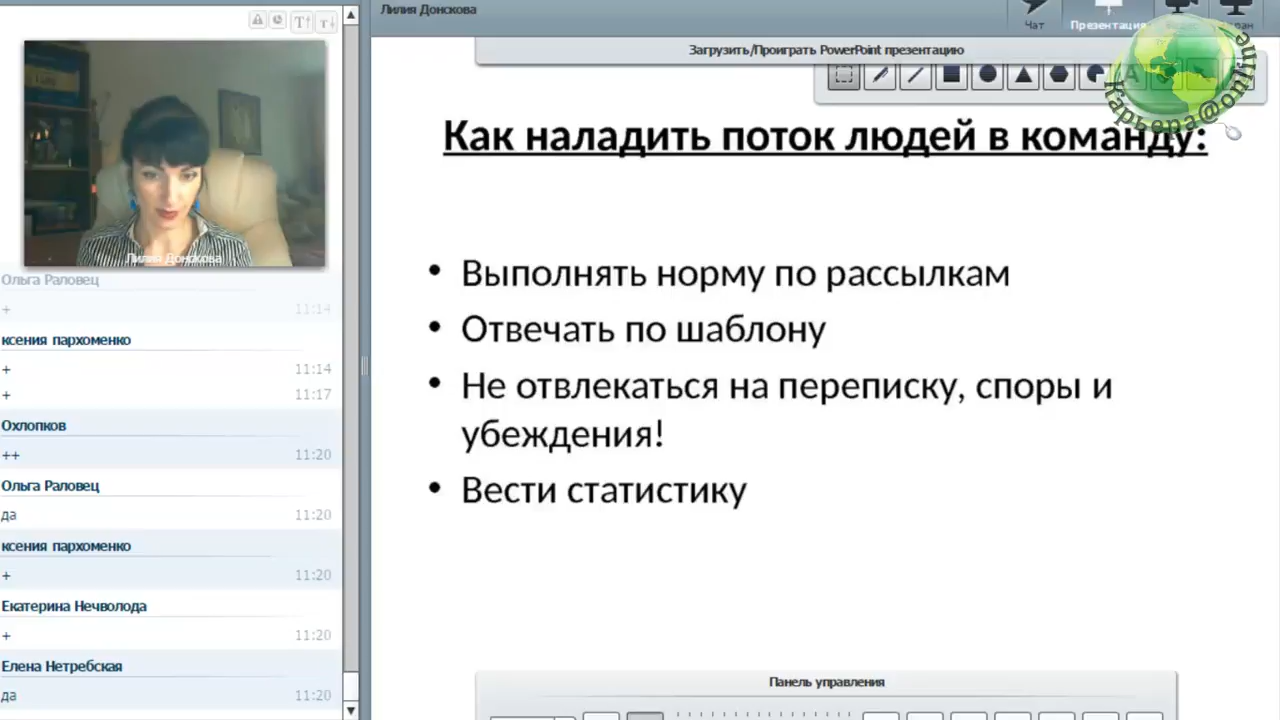 Лилия Донскова
Чат
Презентация
Загрузить/Проиграть PowerPoint презентацию
Карьера@online
Как наладить поток людей в команду:
• Выполнять норму по рассылкам
• Отвечать по шаблону
• Не отвлекаться на переписку, споры и
убеждения!
• Вести статистику
Панель управления
Лилия Донскова
Ольга Раловец
+ 11:14
ксения пархоменко
+ 11:14
+ 11:17
Охлопков
++ 11:20
Ольга Раловец
да 11:20
ксения пархоменко
+ 11:20
Екатерина Нечволода
+ 11:20
Елена Нетребская
да 11:20